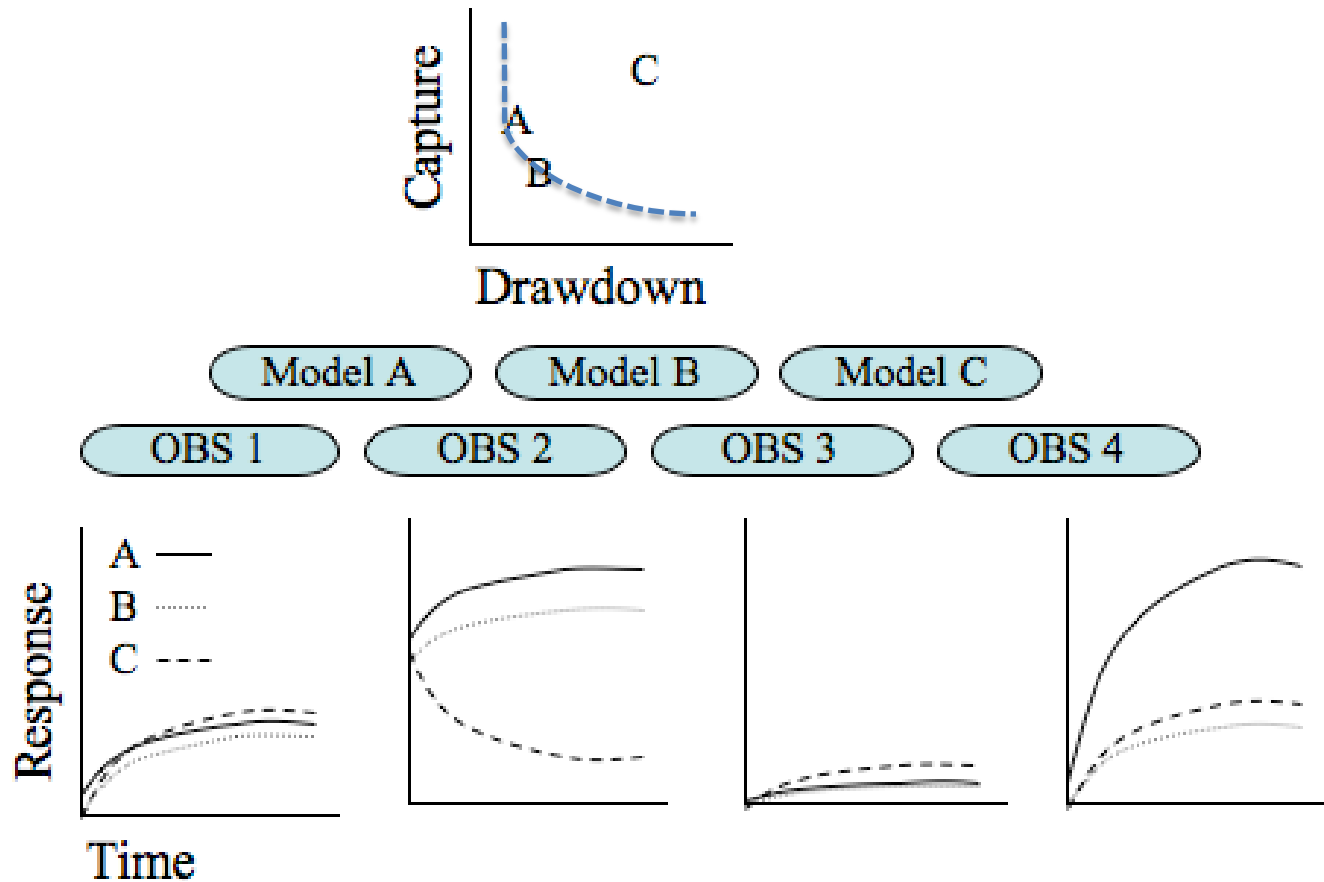 Capture
C
A
B
Drawdown
Model A
Model B
Model C
OBS 1
OBS 2
OBS 3
OBS 4
A
B
C
Response
Time